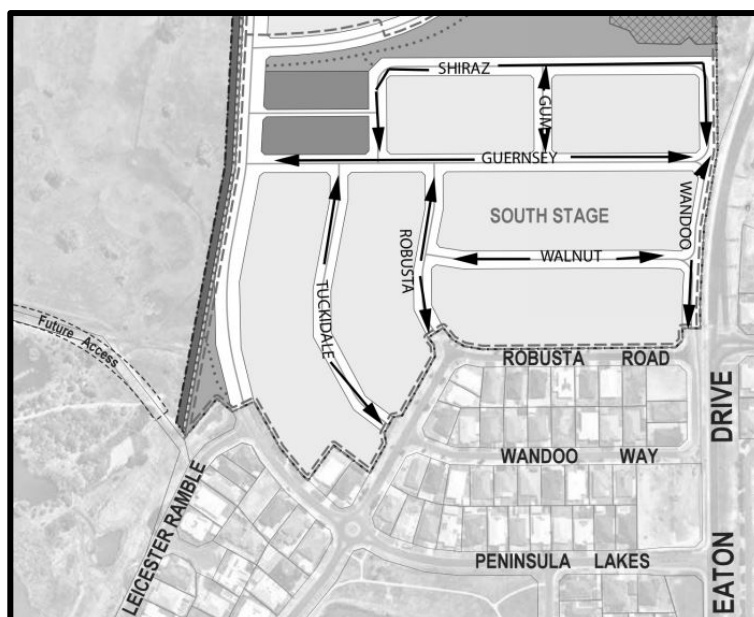 SHIRAZ
GUM
GUERNSEY
WANDOO
SOUTH STAGE
ROBUSTA
WALNUT
TUCKIDALE
Future Access
ROBUSTA ROAD
WANDOO WAY
LEICESTER RAMBLE
PENINSULA LAKES
EATON DRIVE